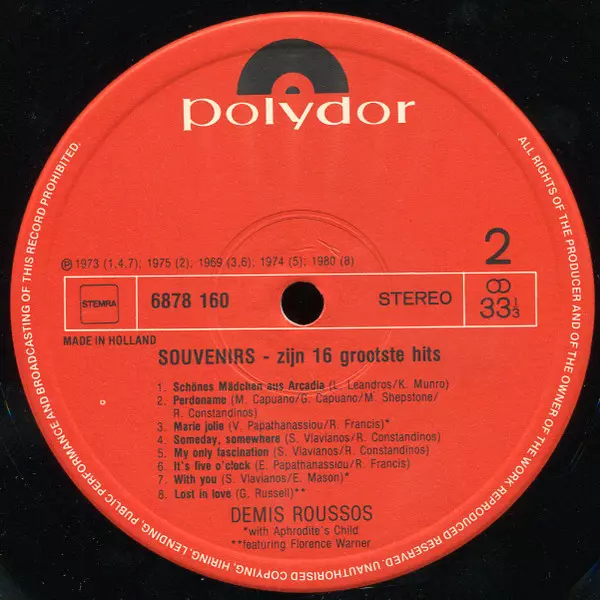 polydor
2
℗ 1973 (1,4,7); 1975 (2); 1969 (3,6); 1974 (5); 1980 (8)
STEMRA
6878 160
STEREO
33 1/3
MADE IN HOLLAND
SOUVENIRS - zijn 16 grootste hits
1. Schönes Mädchen aus Arcadia (L. Leandros/K. Munro)
2. Perdoname (M. Capuano/G. Capuano/M. Shepstone/
R. Constandinos)
3. Marie jolie (V. Papathanassiou/R. Francis)*
4. Someday, somewhere (S. Vlavianos/R. Constandinos)
5. My only fascination (S. Vlavianos/R. Constandinos)
6. It's five o'clock (E. Papathanassiou/R. Francis)
7. With you (S. Vlavianos/E. Mason)*
8. Lost in love (G. Russell)**
DEMIS ROUSSOS
*with Aphrodite's Child
**featuring Florence Warner
ALL RIGHTS OF THE PRODUCER AND OF THE OWNER OF THE WORK REPRODUCED RESERVED. UNAUTHORISED COPYING, HIRING, LENDING, PUBLIC PERFORMANCE AND BROADCASTING OF THIS RECORD PROHIBITED.